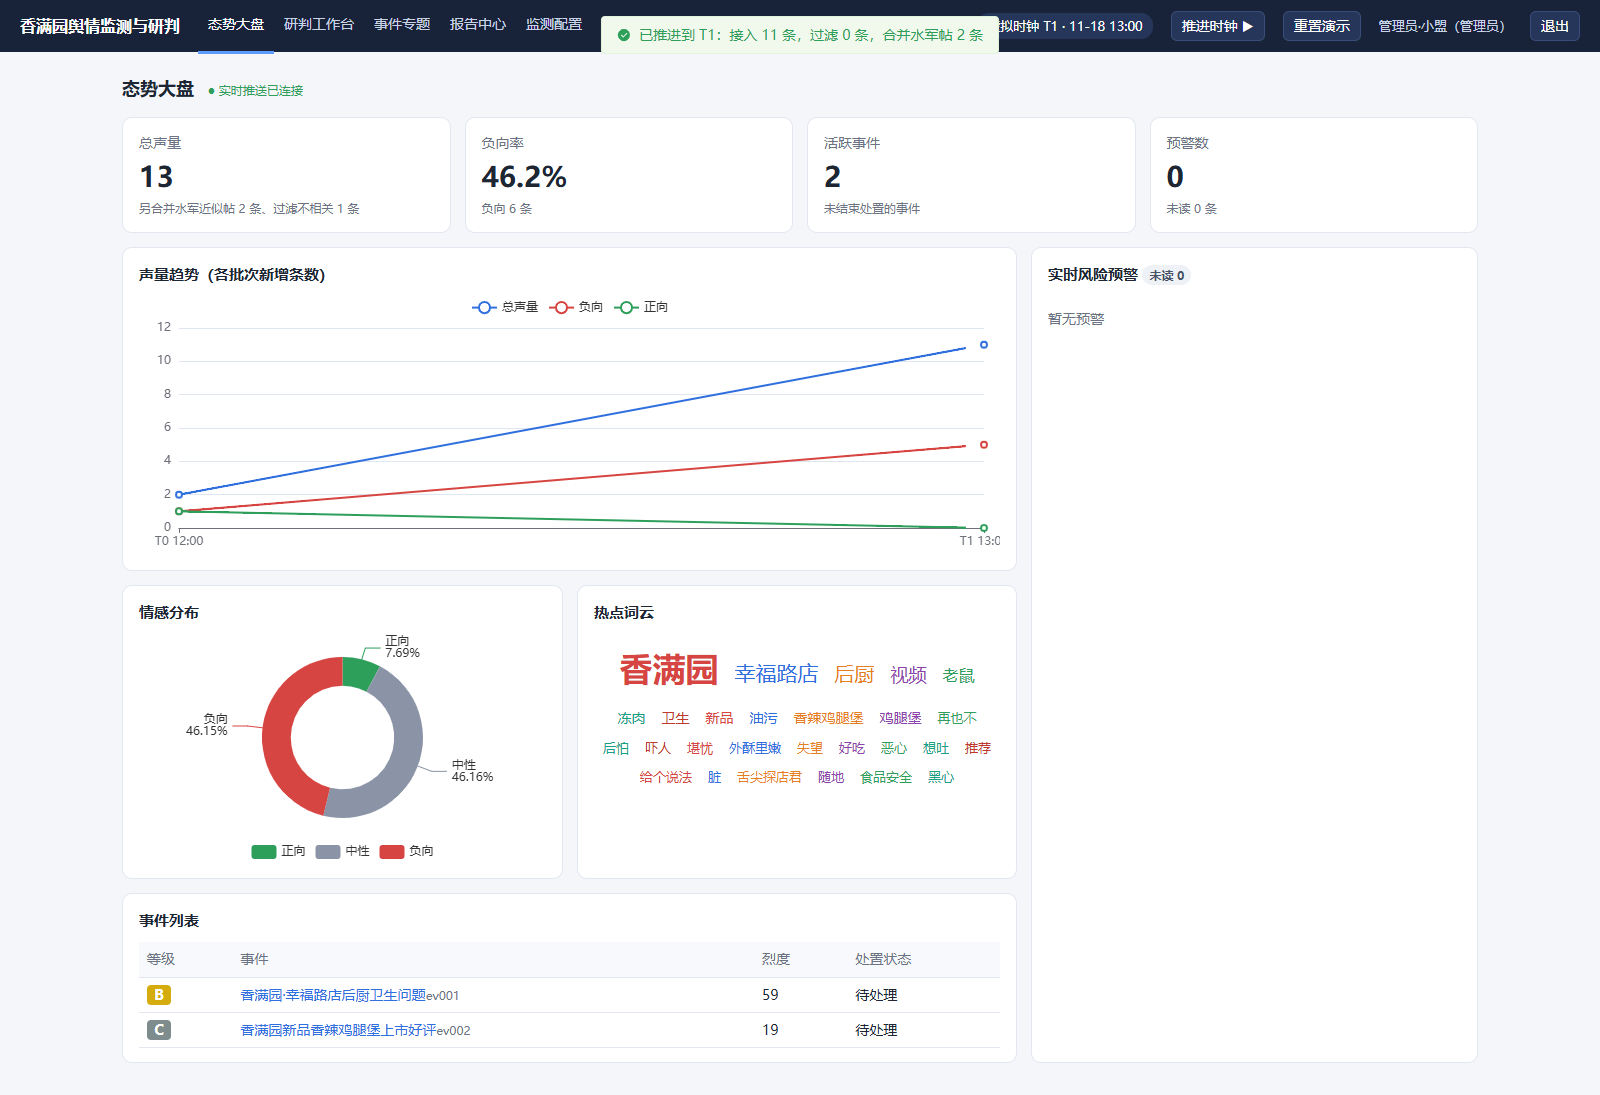 香满园舆情监测与研判
态势大盘
研判工作台
事件专题
报告中心
监测配置
已推进到 T1：接入 11 条，过滤 0 条，合并水军帖 2 条
拟时钟 T1 · 11-18 13:00
推进时钟 ▶
重置演示
管理员·小盟（管理员）
退出
态势大盘
● 实时推送已连接
总声量
13
另合并水军近似帖 2 条、过滤不相关 1 条
负向率
46.2%
负向 6 条
活跃事件
2
未结束处置的事件
预警数
0
未读 0 条
声量趋势（各批次新增条数）
总声量 负向 正向
12
10
8
6
4
2
0
T0 12:00
T1 13:0
实时风险预警 未读 0
暂无预警
情感分布
正向
7.69%
负向
46.15%
中性
46.16%
正向 中性 负向
热点词云
香满园 幸福路店 后厨 视频 老鼠
冻肉 卫生 新品 油污 香辣鸡腿堡 鸡腿堡 再也不
后怕 吓人 堪忧 外酥里嫩 失望 好吃 恶心 想吐 推荐
给个说法 脏 舌尖探店君 随地 食品安全 黑心
事件列表
等级 事件 烈度 处置状态
B 香满园·幸福路店后厨卫生问题ev001 59 待处理
C 香满园新品香辣鸡腿堡上市好评ev002 19 待处理